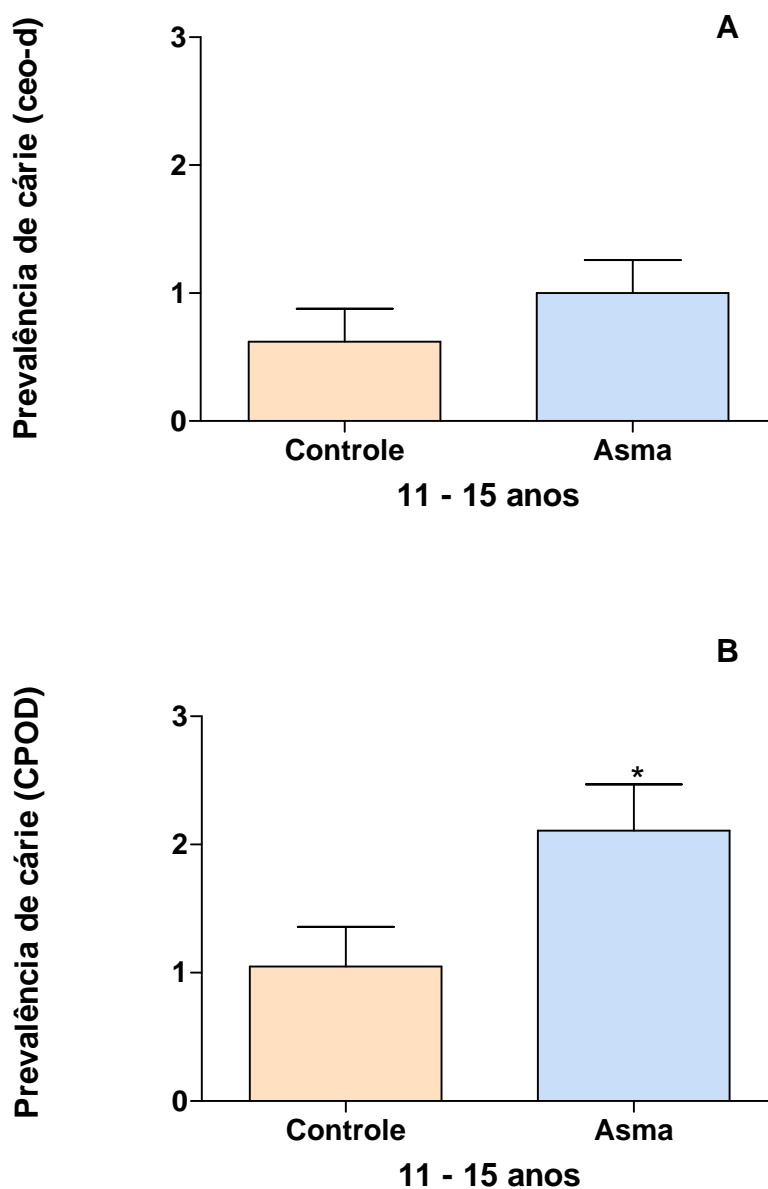 A
Prevalência de cárie (ceo-d)
3
2
1
0
Controle Asma
11 - 15 anos
B
Prevalência de cárie (CPOD)
3
*
2
1
0
Controle Asma
11 - 15 anos